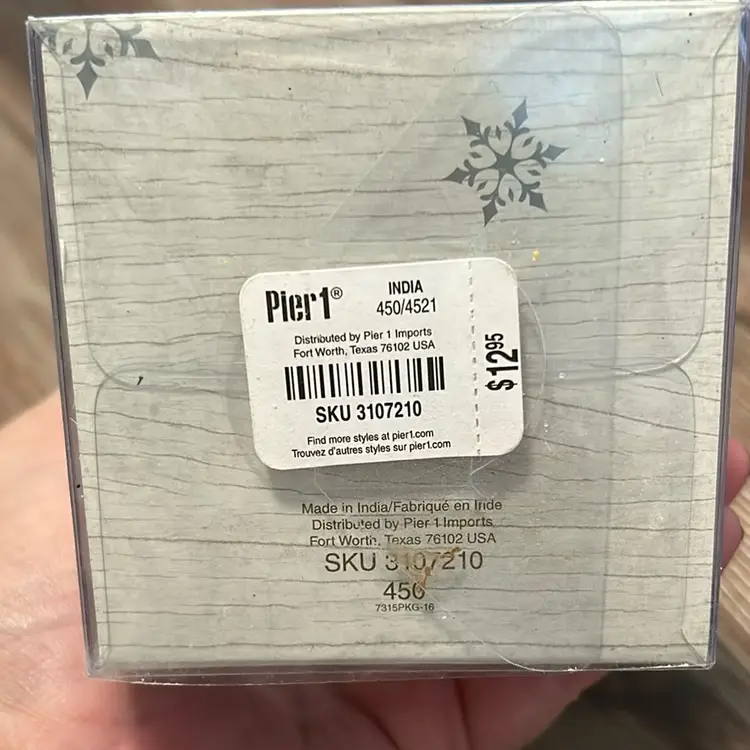 Pier1®
INDIA
450/4521
Distributed by Pier 1 Imports
Fort Worth, Texas 76102 USA
SKU 3107210
Find more styles at pier1.com
Trouvez d'autres styles sur pier1.com
$12.95
Made in India/Fabriqué en Inde
Distributed by Pier 1 Imports
Fort Worth, Texas 76102 USA
SKU 3107210
450
7315PKG-16